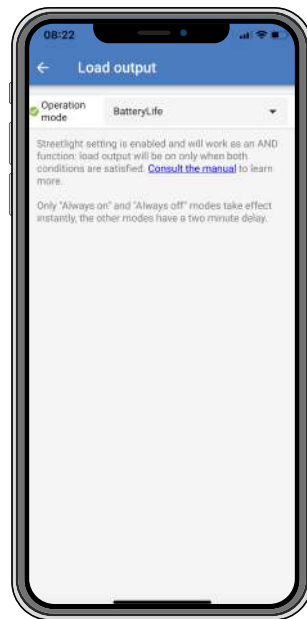 08:22
Load output
Operation
mode
BatteryLife
Streetlight setting is enabled and will work as an AND
function: load output will be on only when both
conditions are satisfied. Consult the manual to learn
more.
Only "Always on" and "Always off" modes take effect
instantly, the other modes have a two minute delay.